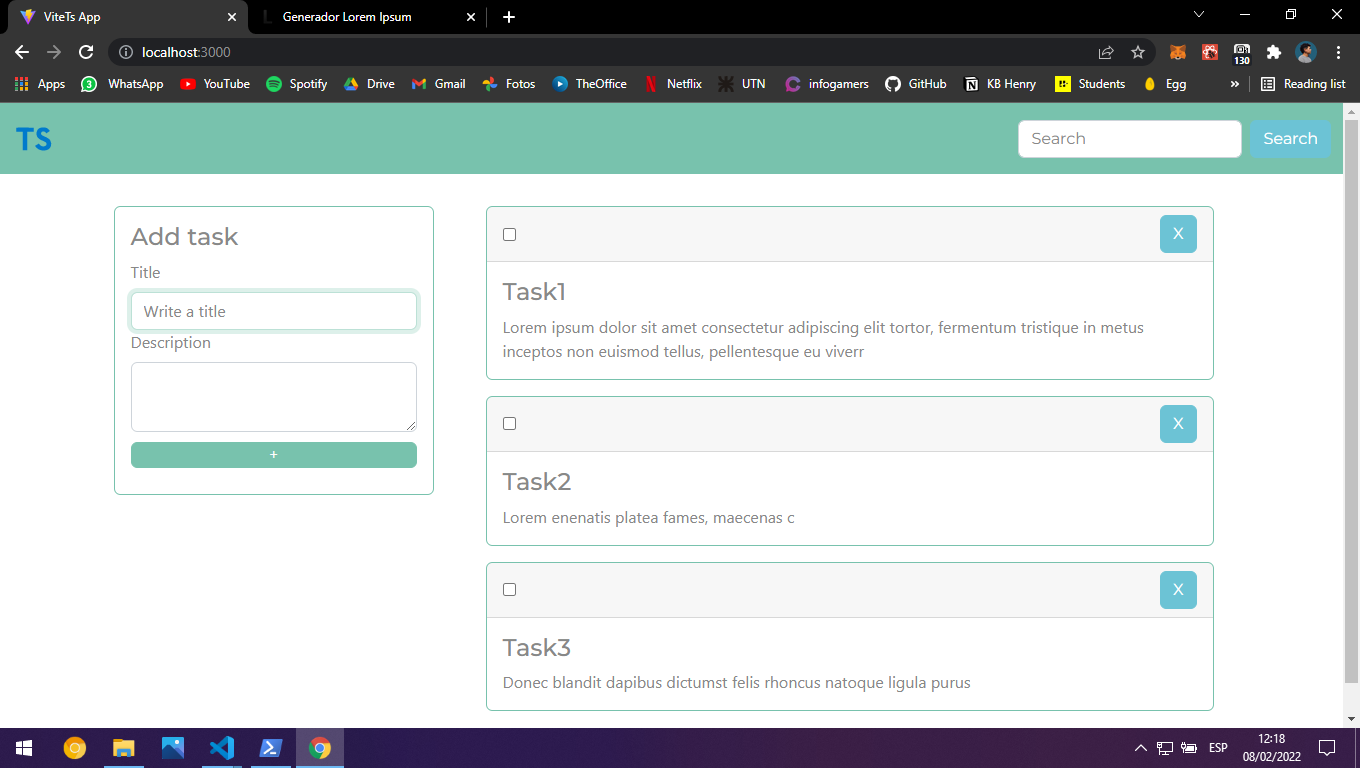 ViteTs App
Generador Lorem Ipsum
localhost:3000
130
Apps
3 WhatsApp
YouTube
Spotify
Drive
Gmail
Fotos
TheOffice
Netflix
UTN
infogamers
GitHub
KB Henry
Students
Egg
»
Reading list
TS
Search
Search
Add task
Title
Write a title
Description
+
X
Task1
Lorem ipsum dolor sit amet consectetur adipiscing elit tortor, fermentum tristique in metus
inceptos non euismod tellus, pellentesque eu viverr
X
Task2
Lorem enenatis platea fames, maecenas c
X
Task3
Donec blandit dapibus dictumst felis rhoncus natoque ligula purus
ESP
12:18
08/02/2022